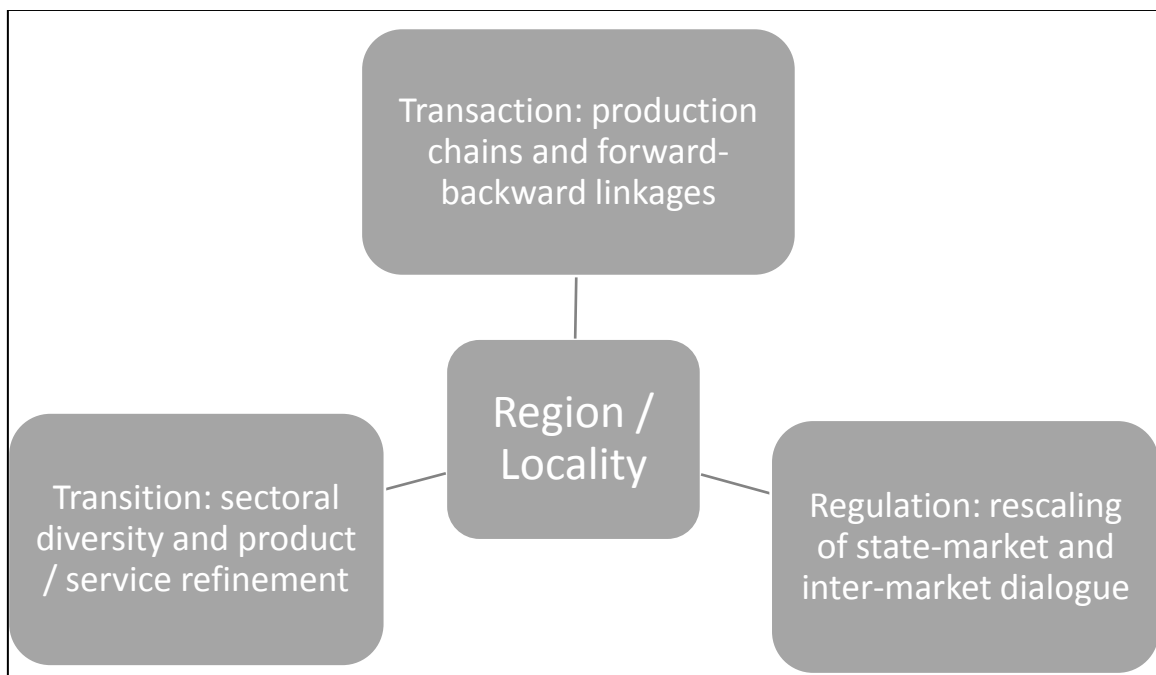 Transaction: production
chains and forward-
backward linkages
Region /
Locality
Transition: sectoral
diversity and product
/ service refinement
Regulation: rescaling
of state-market and
inter-market dialogue